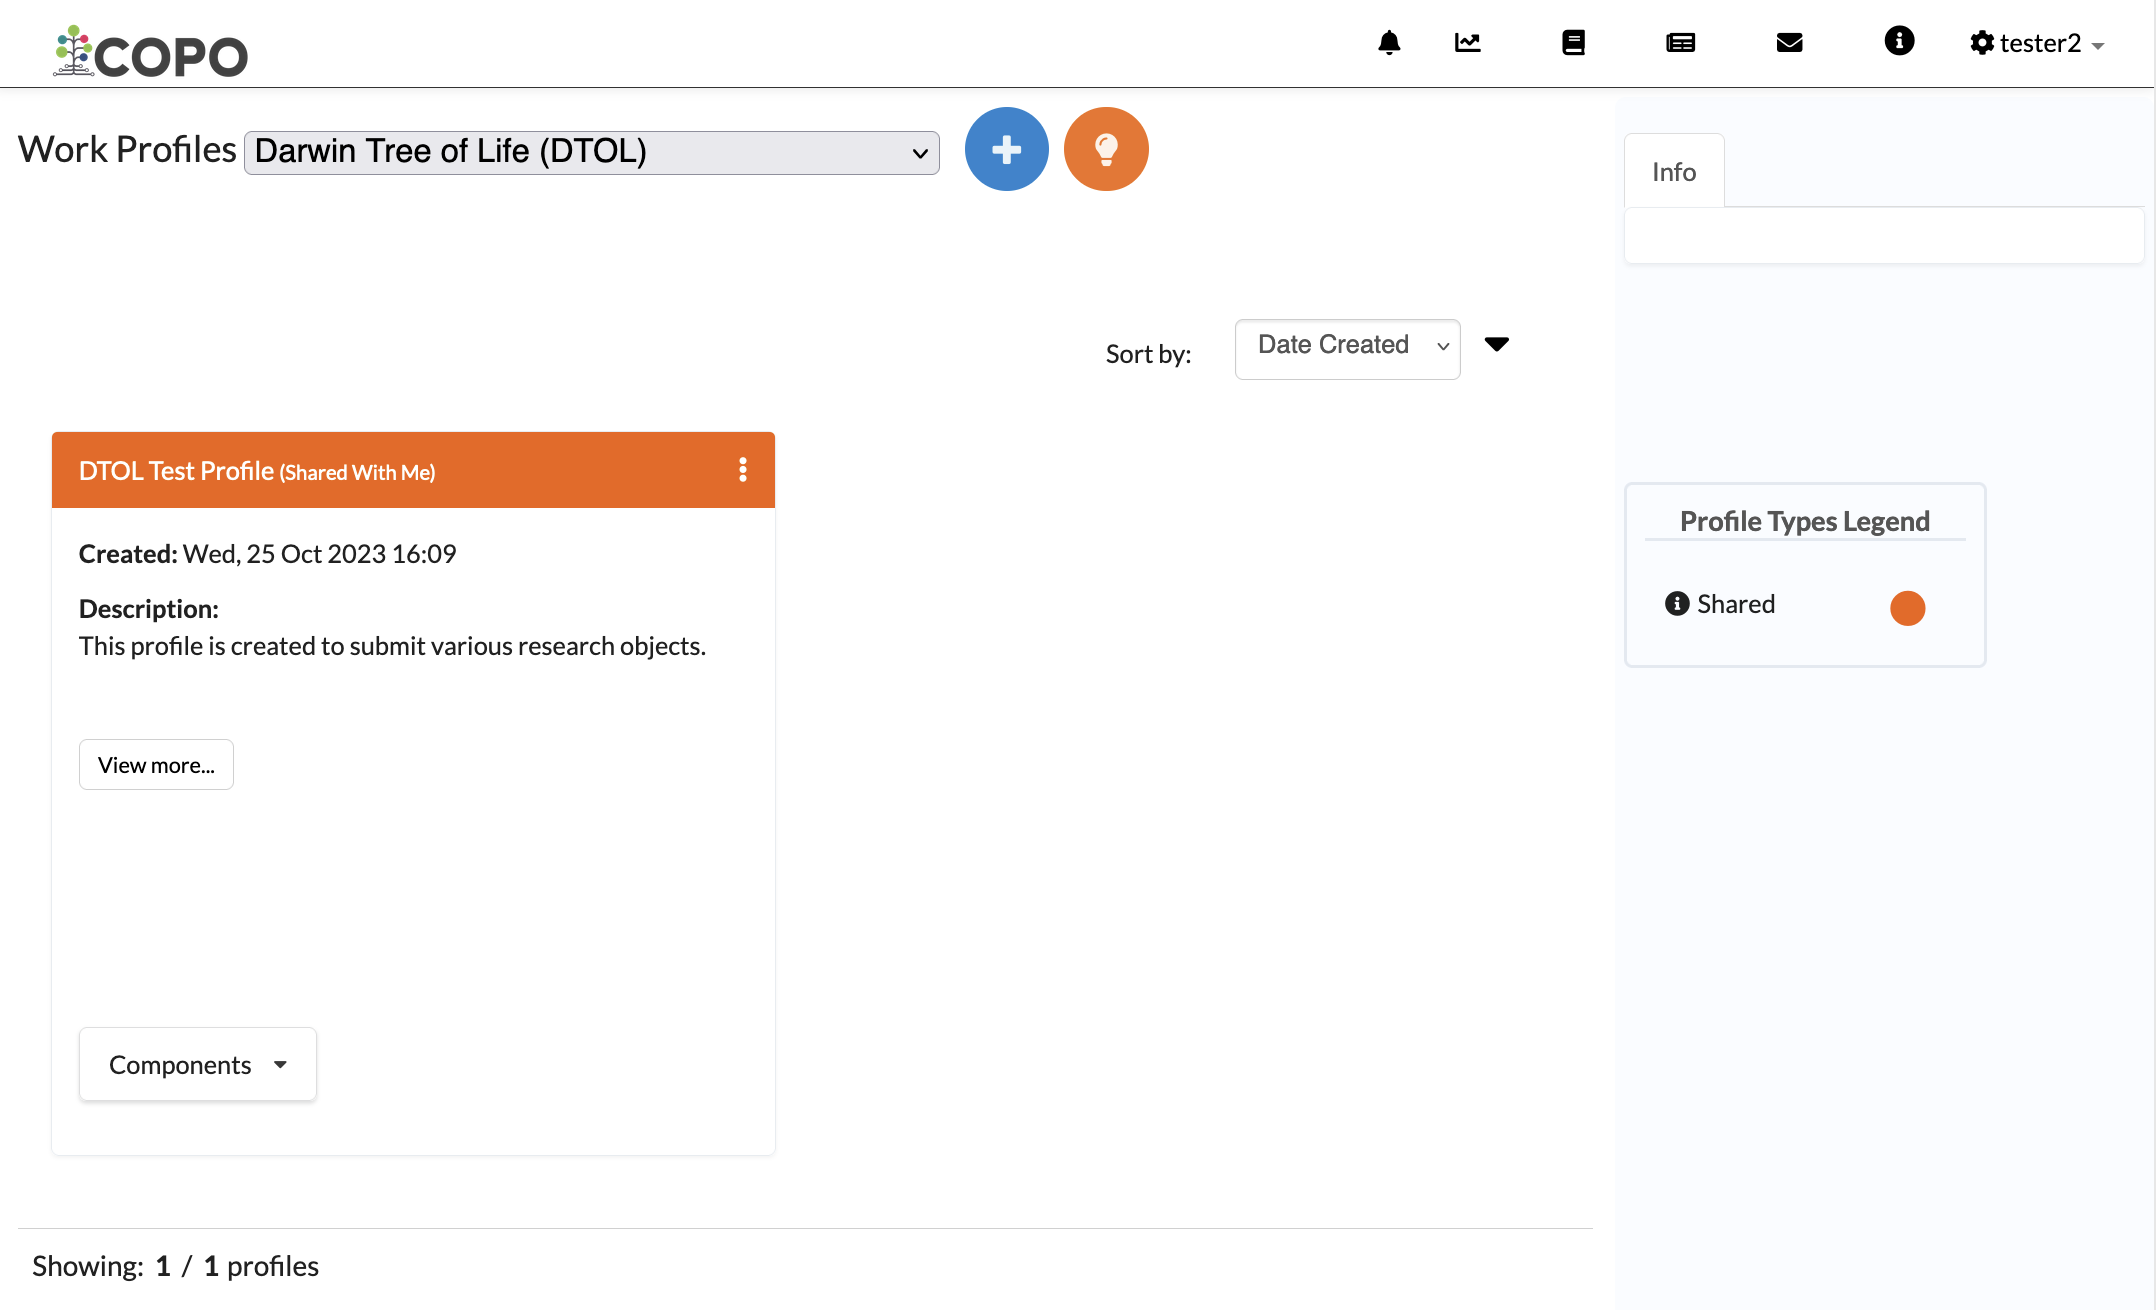 COPO
tester2
Work Profiles Darwin Tree of Life (DTOL)
Info
Sort by: Date Created
DTOL Test Profile (Shared With Me)
Created: Wed, 25 Oct 2023 16:09
Description:
This profile is created to submit various research objects.
View more...
Components
Profile Types Legend
Shared
Showing: 1 / 1 profiles